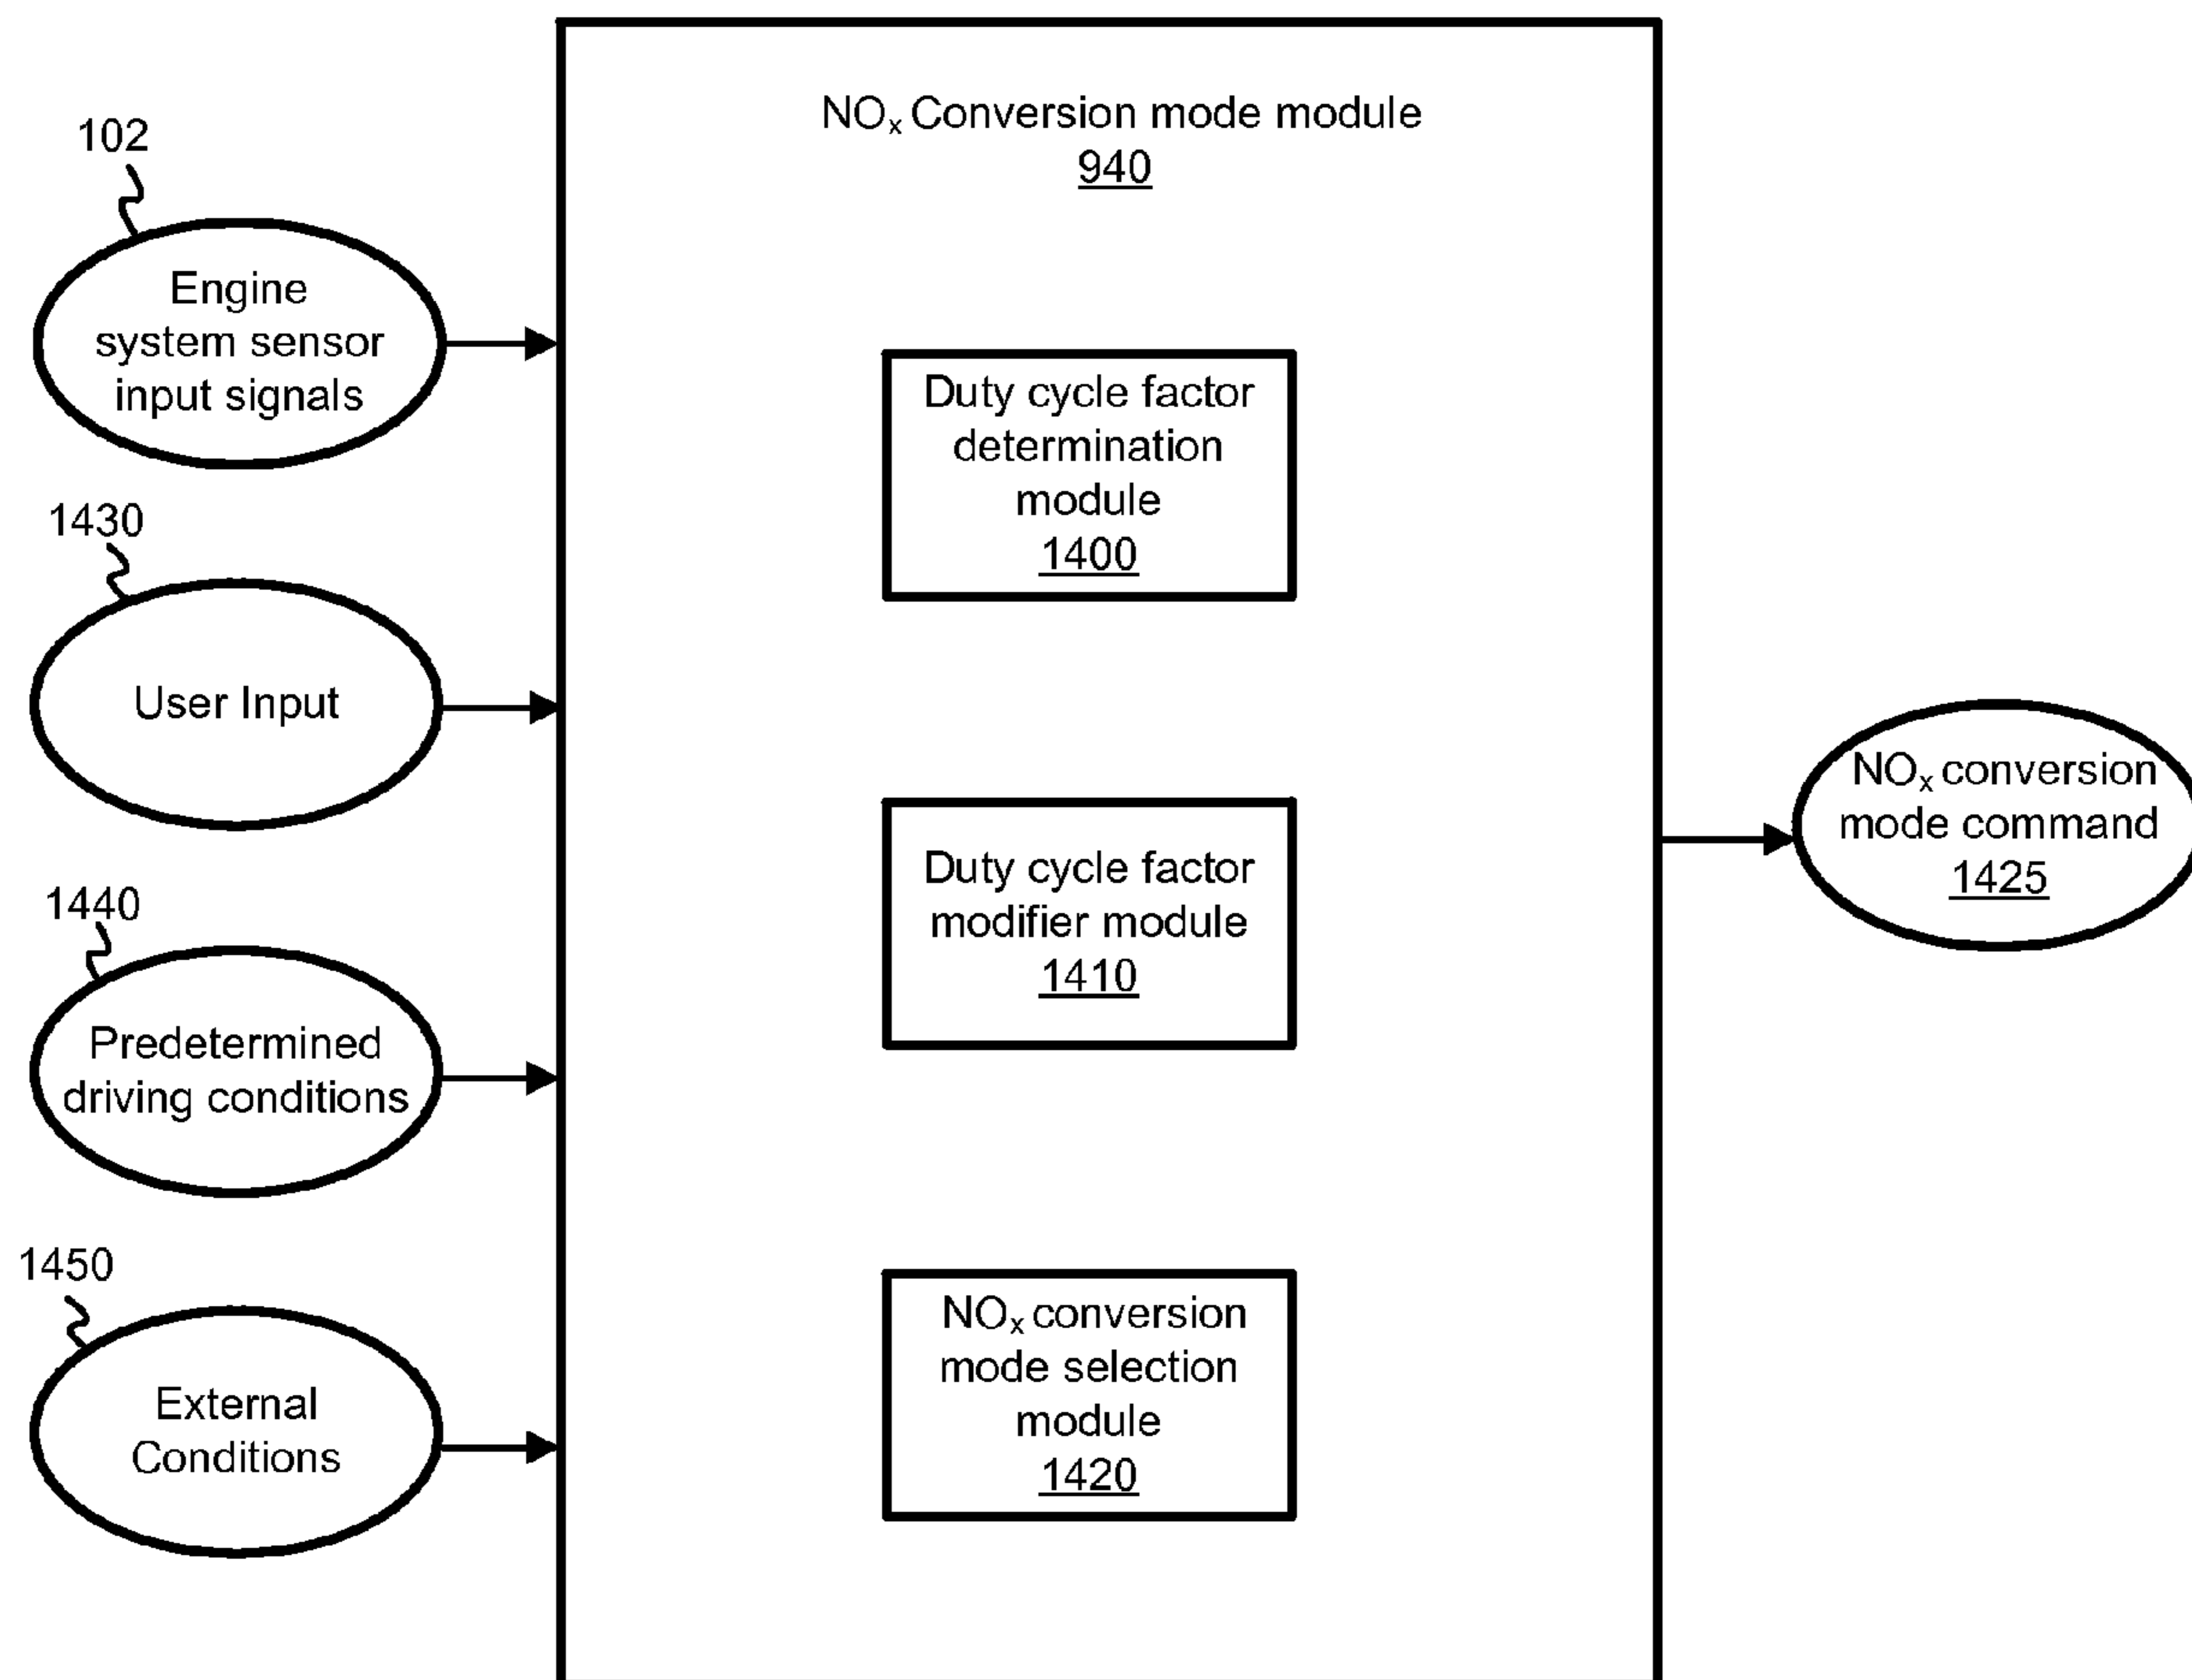 NOx Conversion mode module
940
102
Engine
system sensor
input signals
Duty cycle factor
determination
module
1400
1430
User Input
Duty cycle factor
modifier module
1410
NOx conversion
mode command
1425
1440
Predetermined
driving conditions
1450
External
Conditions
NOx conversion
mode selection
module
1420